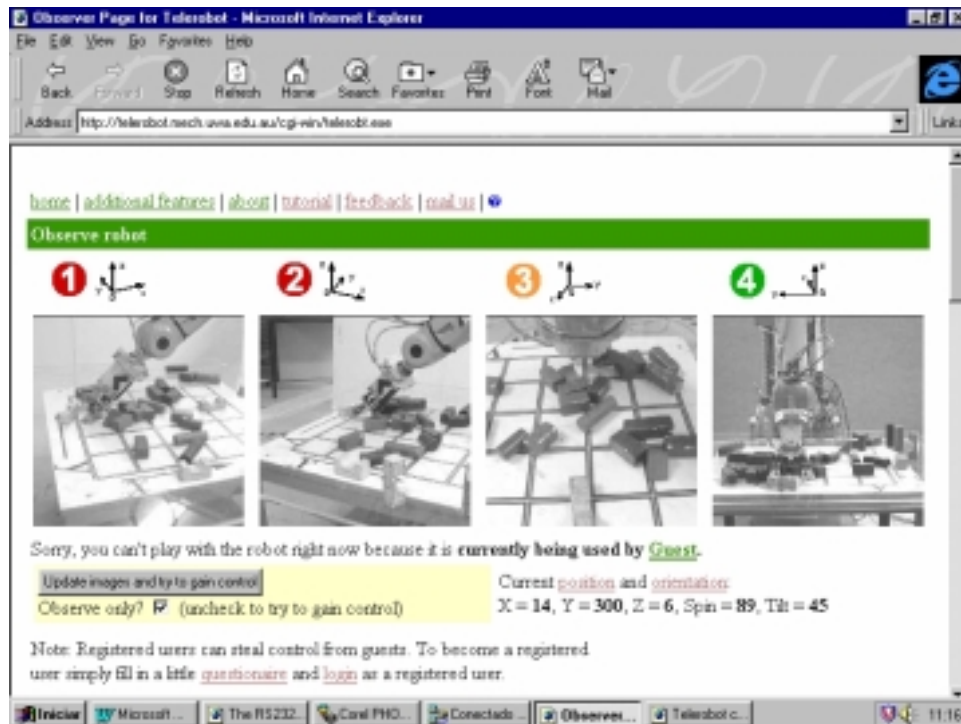 Observer Page for Telerobot - Microsoft Internet Explorer
File Edit View Go Favorites Help
Back Forward Stop Refresh Home Search Favorites Print Font Mail
Address http://telerobot.mech.uwa.edu.au/cgi-win/telerobt.exe Links
home | additional features | about | tutorial | feedback | mail us |
Observe robot
1 2 3 4
Sorry, you can't play with the robot right now because it is currently being used by Guest.
Update images and try to gain control
Observe only? (uncheck to try to gain control)
Current position and orientation:
X = 14, Y = 300, Z = 6, Spin = 89, Tilt = 45
Note: Registered users can steal control from guests. To become a registered
user simply fill in a little questionaire and login as a registered user.
Iniciar Microsoft ... The RS232... Corel PHO... Conectado ... Observer... Telerobot c... 11:16